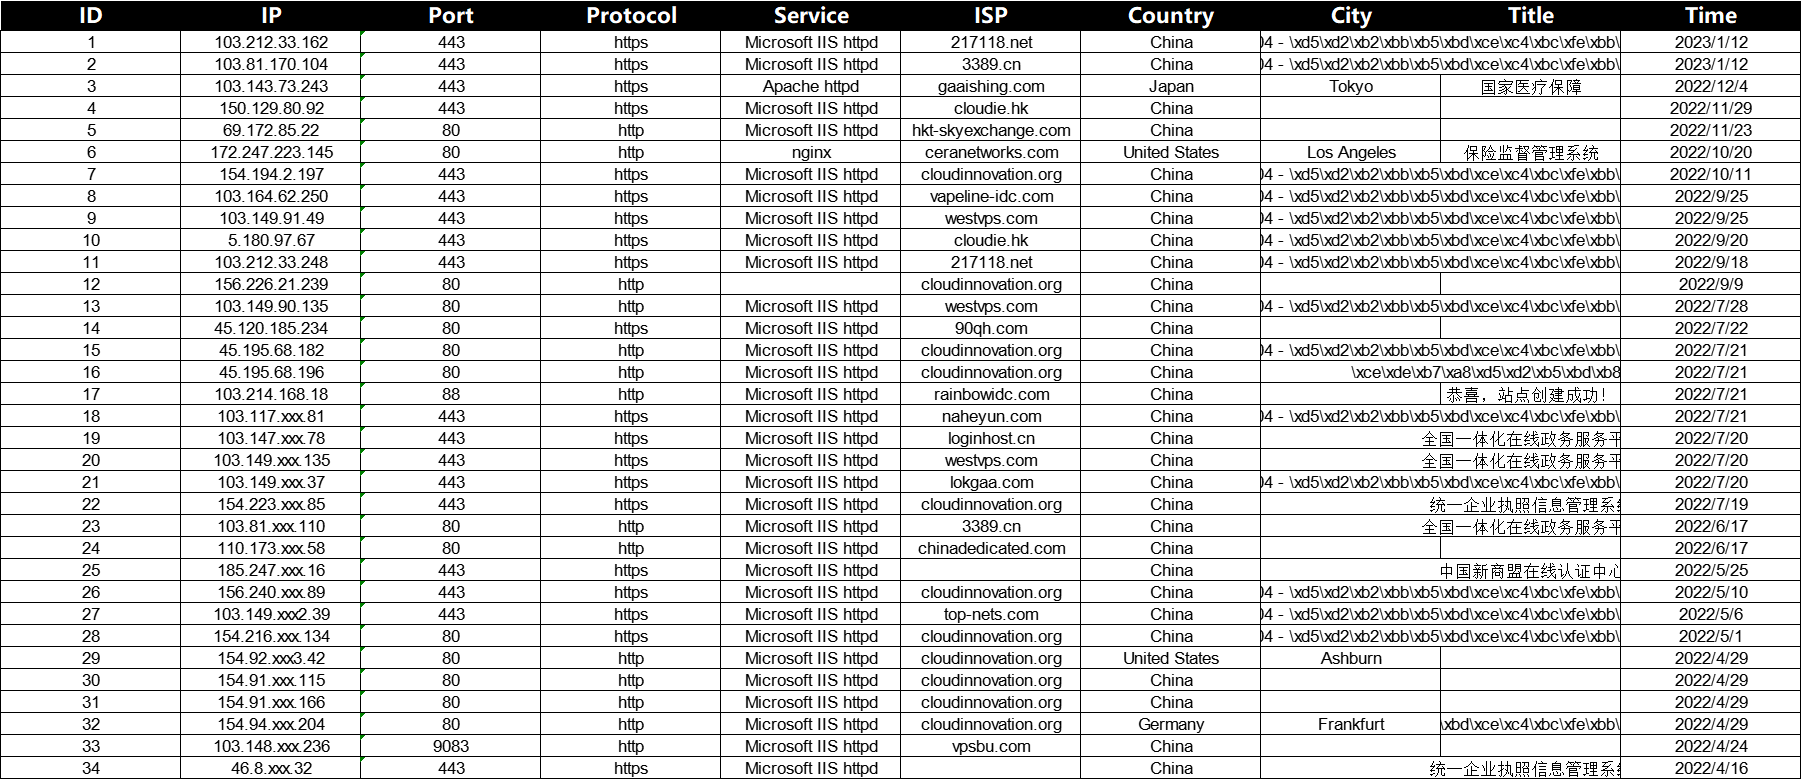 ID IP Port Protocol Service ISP Country City Title Time
1 103.212.33.162 443 https Microsoft IIS httpd 217118.net China 04 - \xd5\xd2\xb2\xbb\xb5\xbd\xce\xc4\xbc\xfe\xbb\ 2023/1/12
2 103.81.170.104 443 https Microsoft IIS httpd 3389.cn China 04 - \xd5\xd2\xb2\xbb\xb5\xbd\xce\xc4\xbc\xfe\xbb\ 2023/1/12
3 103.143.73.243 443 https Apache httpd gaaishing.com Japan Tokyo 国家医疗保障 2022/12/4
4 150.129.80.92 443 https Microsoft IIS httpd cloudie.hk China 2022/11/29
5 69.172.85.22 80 http Microsoft IIS httpd hkt-skyexchange.com China 2022/11/23
6 172.247.223.145 80 http nginx ceranetworks.com United States Los Angeles 保险监督管理系统 2022/10/20
7 154.194.2.197 443 https Microsoft IIS httpd cloudinnovation.org China 04 - \xd5\xd2\xb2\xbb\xb5\xbd\xce\xc4\xbc\xfe\xbb\ 2022/10/11
8 103.164.62.250 443 https Microsoft IIS httpd vapeline-idc.com China 04 - \xd5\xd2\xb2\xbb\xb5\xbd\xce\xc4\xbc\xfe\xbb\ 2022/9/25
9 103.149.91.49 443 https Microsoft IIS httpd westvps.com China 04 - \xd5\xd2\xb2\xbb\xb5\xbd\xce\xc4\xbc\xfe\xbb\ 2022/9/25
10 5.180.97.67 443 https Microsoft IIS httpd cloudie.hk China 04 - \xd5\xd2\xb2\xbb\xb5\xbd\xce\xc4\xbc\xfe\xbb\ 2022/9/20
11 103.212.33.248 443 https Microsoft IIS httpd 217118.net China 04 - \xd5\xd2\xb2\xbb\xb5\xbd\xce\xc4\xbc\xfe\xbb\ 2022/9/18
12 156.226.21.239 80 http cloudinnovation.org China 2022/9/9
13 103.149.90.135 80 http Microsoft IIS httpd westvps.com China 04 - \xd5\xd2\xb2\xbb\xb5\xbd\xce\xc4\xbc\xfe\xbb\ 2022/7/28
14 45.120.185.234 80 https Microsoft IIS httpd 90qh.com China 2022/7/22
15 45.195.68.182 80 http Microsoft IIS httpd cloudinnovation.org China 04 - \xd5\xd2\xb2\xbb\xb5\xbd\xce\xc4\xbc\xfe\xbb\ 2022/7/21
16 45.195.68.196 80 http Microsoft IIS httpd cloudinnovation.org China \xce\xde\xb7\xa8\xd5\xd2\xb5\xbd\xb8 2022/7/21
17 103.214.168.18 88 http Microsoft IIS httpd rainbowidc.com China 恭喜，站点创建成功！ 2022/7/21
18 103.117.xxx.81 443 https Microsoft IIS httpd naheyun.com China 04 - \xd5\xd2\xb2\xbb\xb5\xbd\xce\xc4\xbc\xfe\xbb\ 2022/7/21
19 103.147.xxx.78 443 https Microsoft IIS httpd loginhost.cn China 全国一体化在线政务服务平 2022/7/20
20 103.149.xxx.135 443 https Microsoft IIS httpd westvps.com China 全国一体化在线政务服务平 2022/7/20
21 103.149.xxx.37 443 https Microsoft IIS httpd lokgaa.com China 04 - \xd5\xd2\xb2\xbb\xb5\xbd\xce\xc4\xbc\xfe\xbb\ 2022/7/20
22 154.223.xxx.85 443 https Microsoft IIS httpd cloudinnovation.org China 统一企业执照信息管理系统 2022/7/19
23 103.81.xxx.110 80 http Microsoft IIS httpd 3389.cn China 全国一体化在线政务服务平 2022/6/17
24 110.173.xxx.58 80 http Microsoft IIS httpd chinadedicated.com China 2022/6/17
25 185.247.xxx.16 443 https Microsoft IIS httpd China 中国新商盟在线认证中心 2022/5/25
26 156.240.xxx.89 443 https Microsoft IIS httpd cloudinnovation.org China 04 - \xd5\xd2\xb2\xbb\xb5\xbd\xce\xc4\xbc\xfe\xbb\ 2022/5/10
27 103.149.xxx2.39 443 https Microsoft IIS httpd top-nets.com China 04 - \xd5\xd2\xb2\xbb\xb5\xbd\xce\xc4\xbc\xfe\xbb\ 2022/5/6
28 154.216.xxx.134 80 http Microsoft IIS httpd cloudinnovation.org China 04 - \xd5\xd2\xb2\xbb\xb5\xbd\xce\xc4\xbc\xfe\xbb\ 2022/5/1
29 154.92.xxx3.42 80 http Microsoft IIS httpd cloudinnovation.org United States Ashburn 2022/4/29
30 154.91.xxx.115 80 http Microsoft IIS httpd cloudinnovation.org China 2022/4/29
31 154.91.xxx.166 80 http Microsoft IIS httpd cloudinnovation.org China 2022/4/29
32 154.94.xxx.204 80 http Microsoft IIS httpd cloudinnovation.org Germany Frankfurt \xbd\xce\xc4\xbc\xfe\xbb\ 2022/4/29
33 103.148.xxx.236 9083 http Microsoft IIS httpd vpsbu.com China 2022/4/24
34 46.8.xxx.32 443 https Microsoft IIS httpd China 统一企业执照信息管理系统 2022/4/16